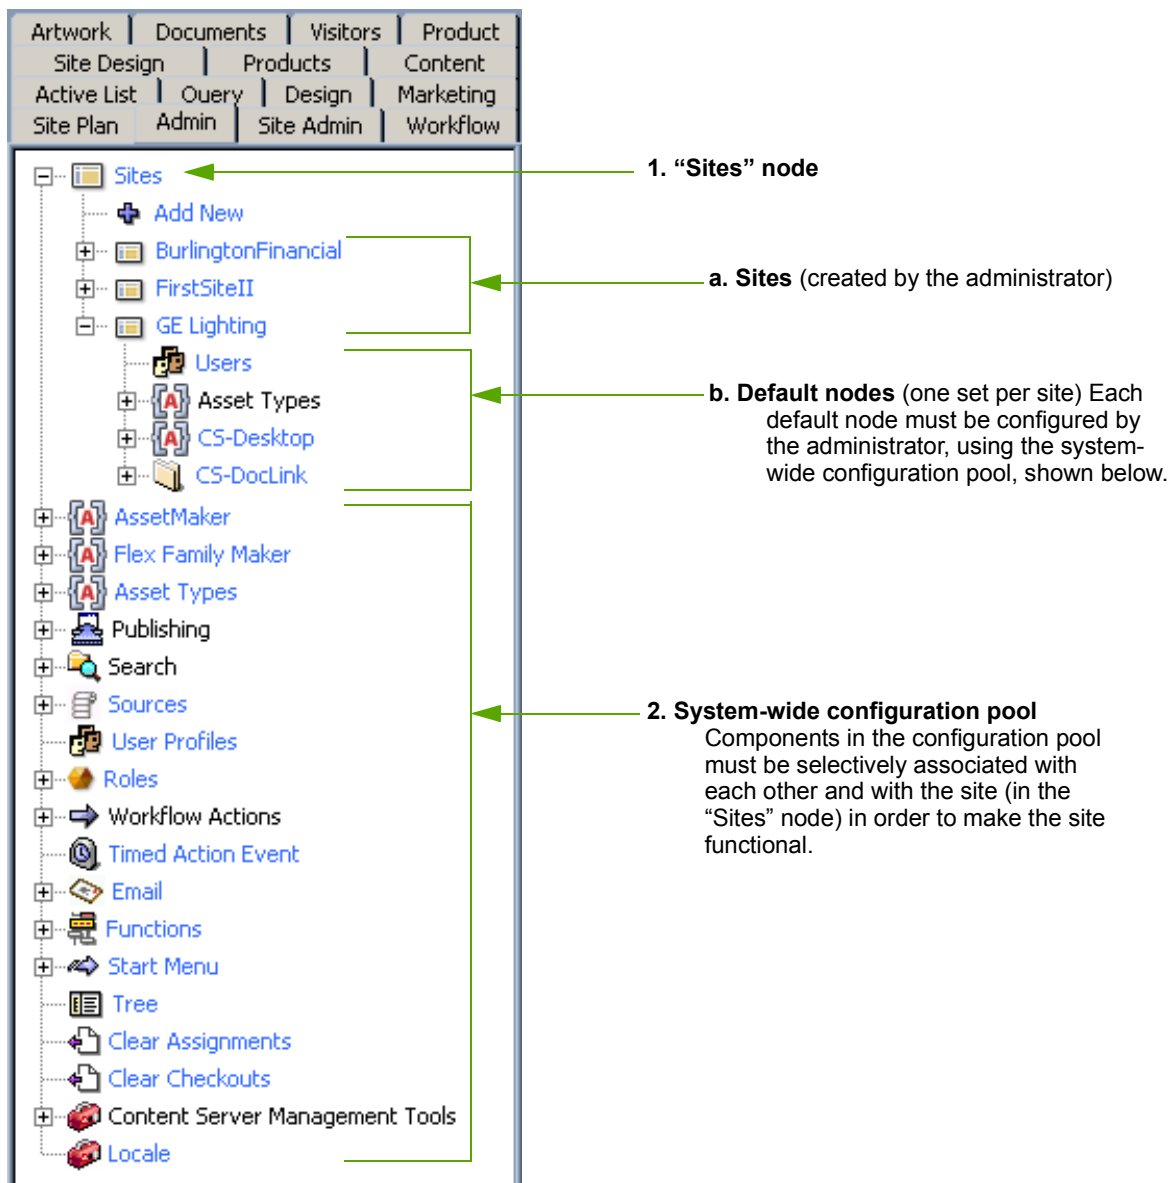 Artwork Documents Visitors Product
Site Design Products Content
Active List Query Design Marketing
Site Plan Admin Site Admin Workflow
Sites
1. “Sites” node
Add New
BurlingtonFinancial
FirstSiteII
a. Sites (created by the administrator)
GE Lighting
Users
Asset Types
CS-Desktop
CS-DocLink
b. Default nodes (one set per site) Each
default node must be configured by
the administrator, using the system-
wide configuration pool, shown below.
AssetMaker
Flex Family Maker
Asset Types
Publishing
Search
Sources
User Profiles
Roles
Workflow Actions
Timed Action Event
Email
Functions
Start Menu
Tree
Clear Assignments
Clear Checkouts
Content Server Management Tools
Locale
2. System-wide configuration pool
Components in the configuration pool
must be selectively associated with
each other and with the site (in the
“Sites” node) in order to make the site
functional.